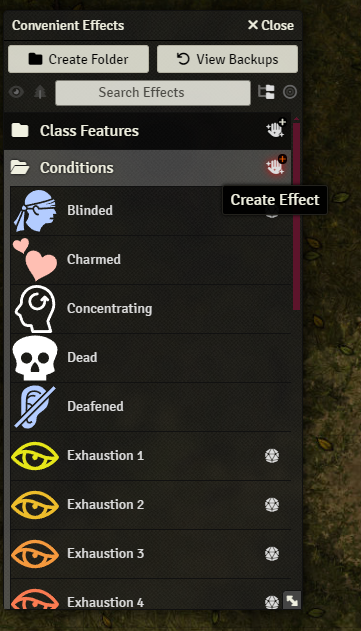 Convenient Effects
Close
Create Folder
View Backups
Search Effects
Class Features
Conditions
Create Effect
Blinded
Charmed
Concentrating
Dead
Deafened
Exhaustion 1
Exhaustion 2
Exhaustion 3
Exhaustion 4